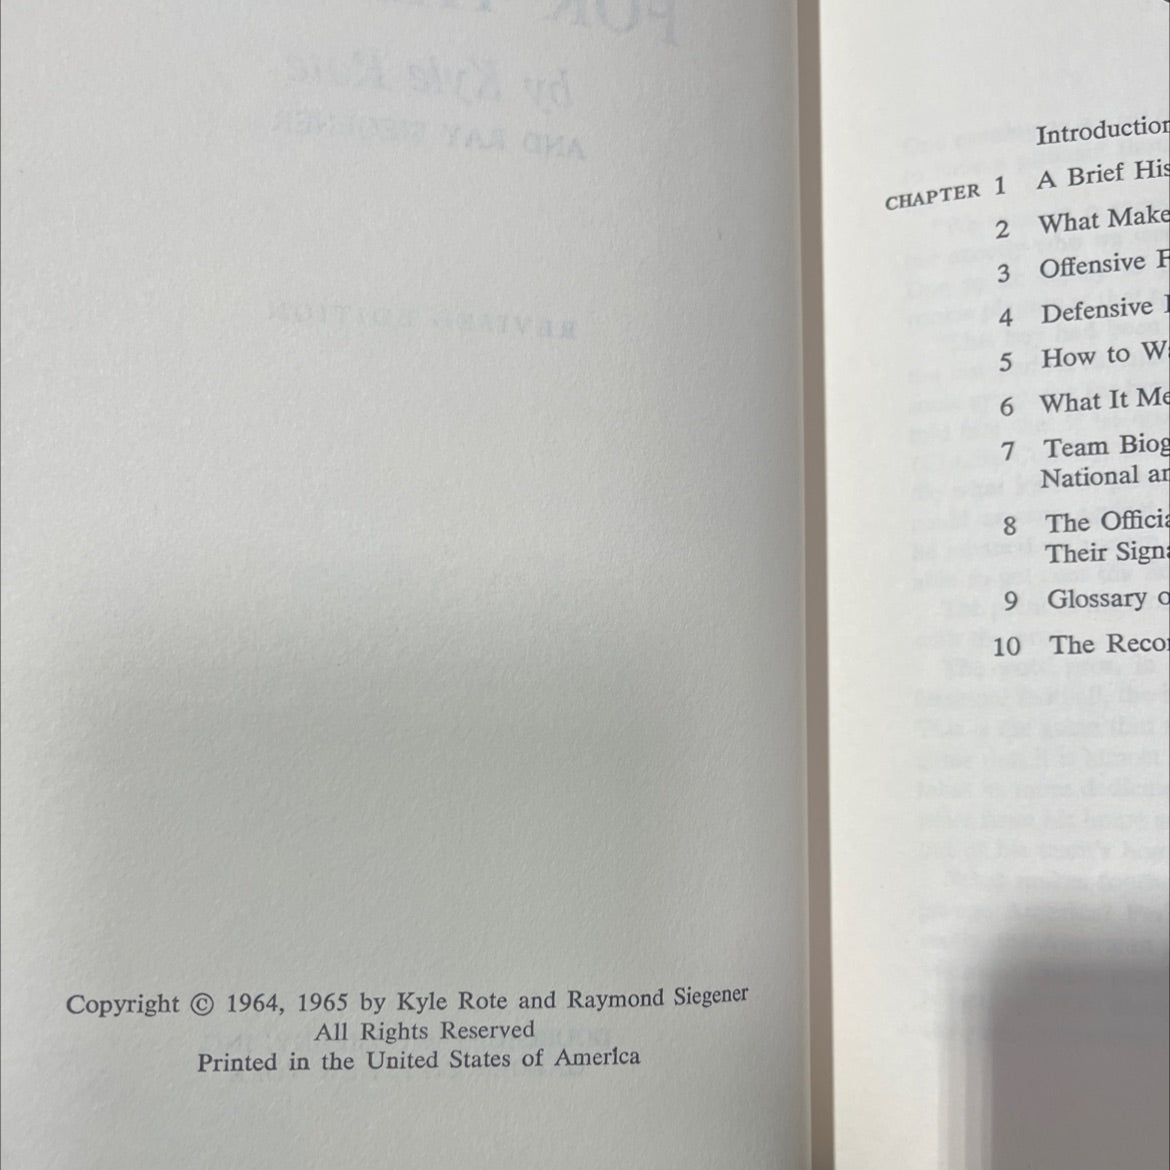 Copyright © 1964, 1965 by Kyle Rote and Raymond Siegener
All Rights Reserved
Printed in the United States of America
Introduction
CHAPTER 1 A Brief His
2 What Make
3 Offensive F
4 Defensive
5 How to Wa
6 What It Me
7 Team Biog
National an
8 The Officia
Their Signa
9 Glossary o
10 The Recor